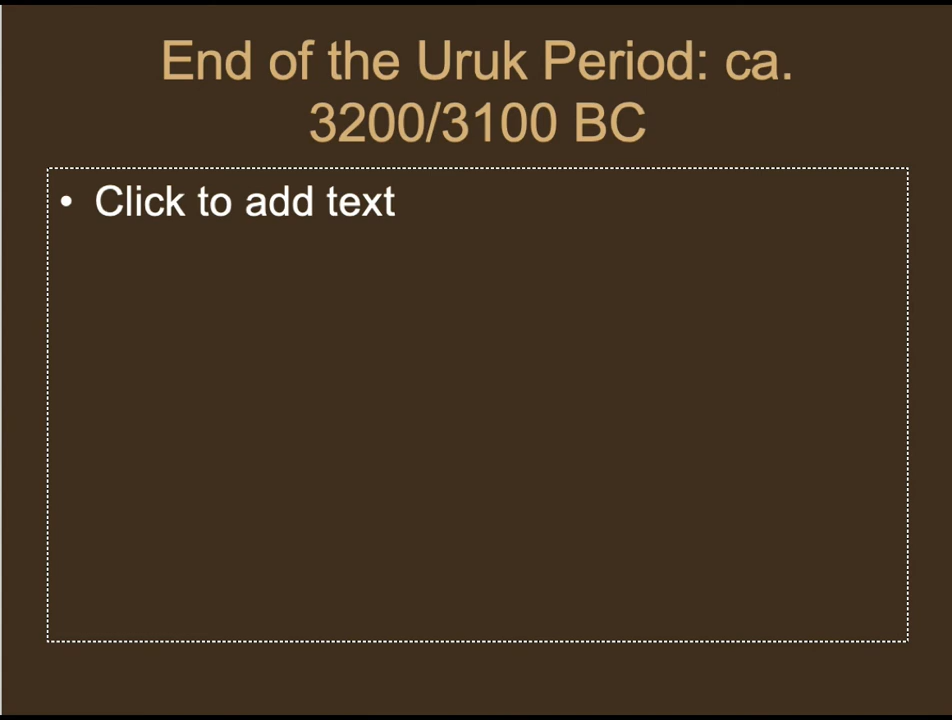 End of the Uruk Period: ca.
3200/3100 BC
• Click to add text